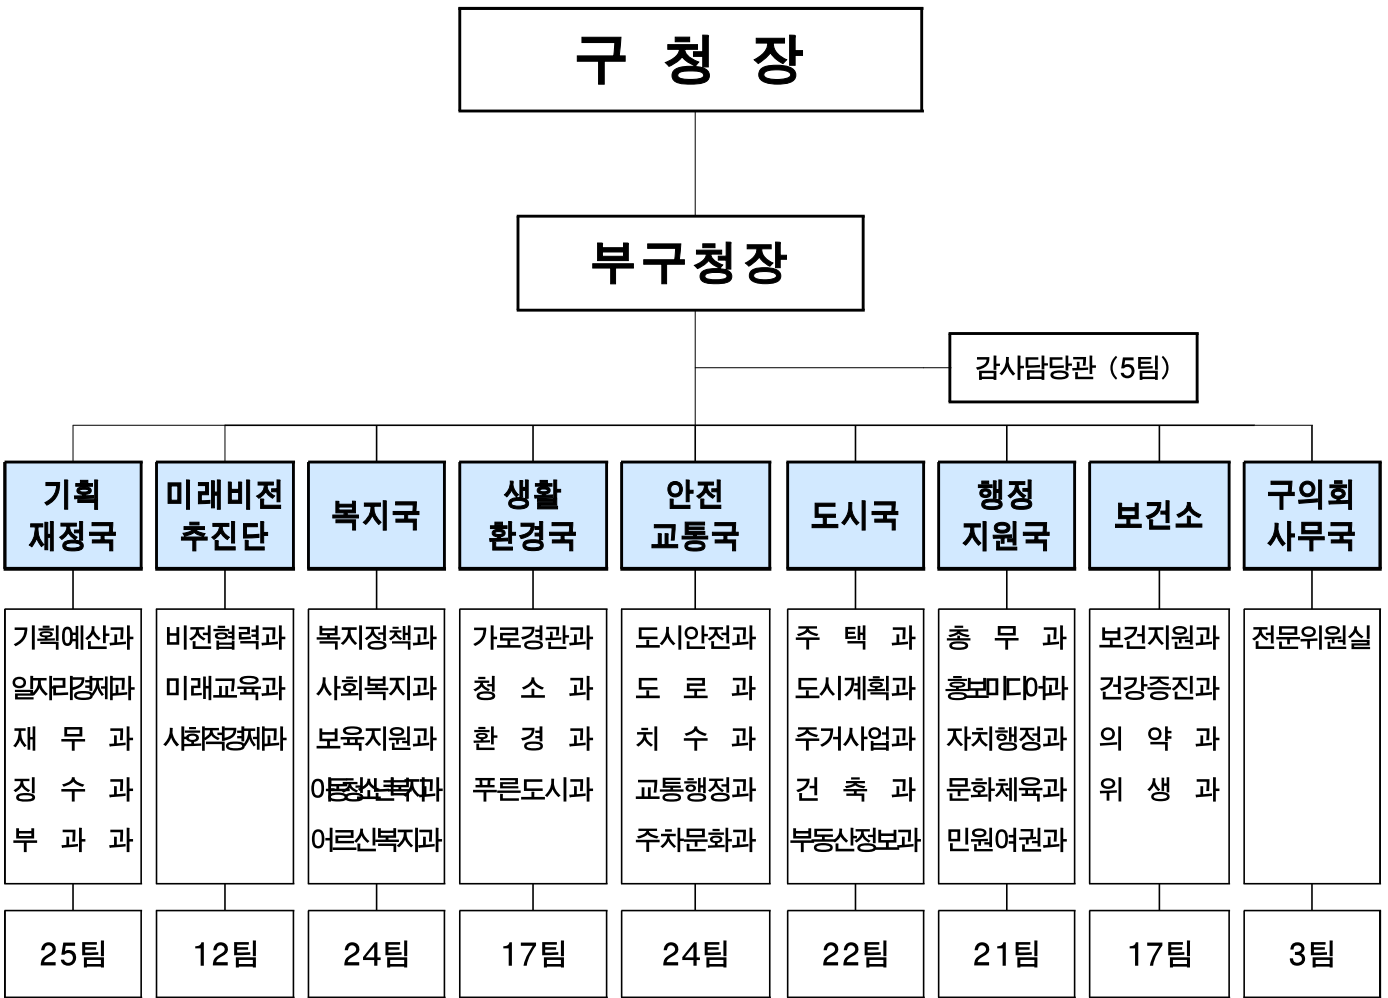 구 청 장
부구청장
감사담당관 (5팀)
기획
재정국
미래비전
추진단
복지국
생활
환경국
안전
교통국
도시국
행정
지원국
보건소
구의회
사무국
기획예산과
일자리경제과
재 무 과
징 수 과
부 과 과
비전협력과
미래교육과
사회적경제과
복지정책과
사회복지과
보육지원과
아동청소년복지과
어르신복지과
가로경관과
청 소 과
환 경 과
푸른도시과
도시안전과
도 로 과
치 수 과
교통행정과
주차문화과
주 택 과
도시계획과
주거사업과
건 축 과
부동산정보과
총 무 과
홍보미디어과
자치행정과
문화체육과
민원여권과
보건지원과
건강증진과
의 약 과
위 생 과
전문위원실
25팀
12팀
24팀
17팀
24팀
22팀
21팀
17팀
3팀